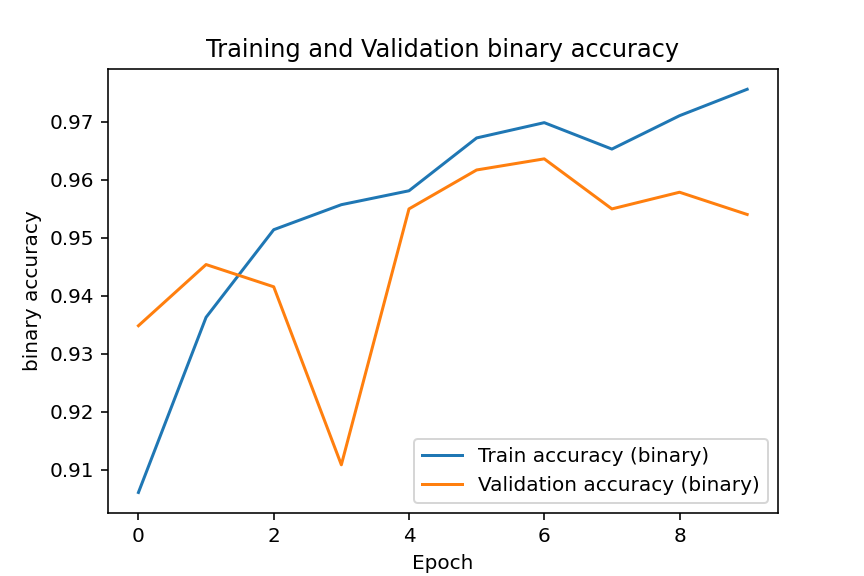 Training and Validation binary accuracy
binary accuracy
0.97
0.96
0.95
0.94
0.93
0.92
0.91
Train accuracy (binary)
Validation accuracy (binary)
0 2 4 6 8
Epoch